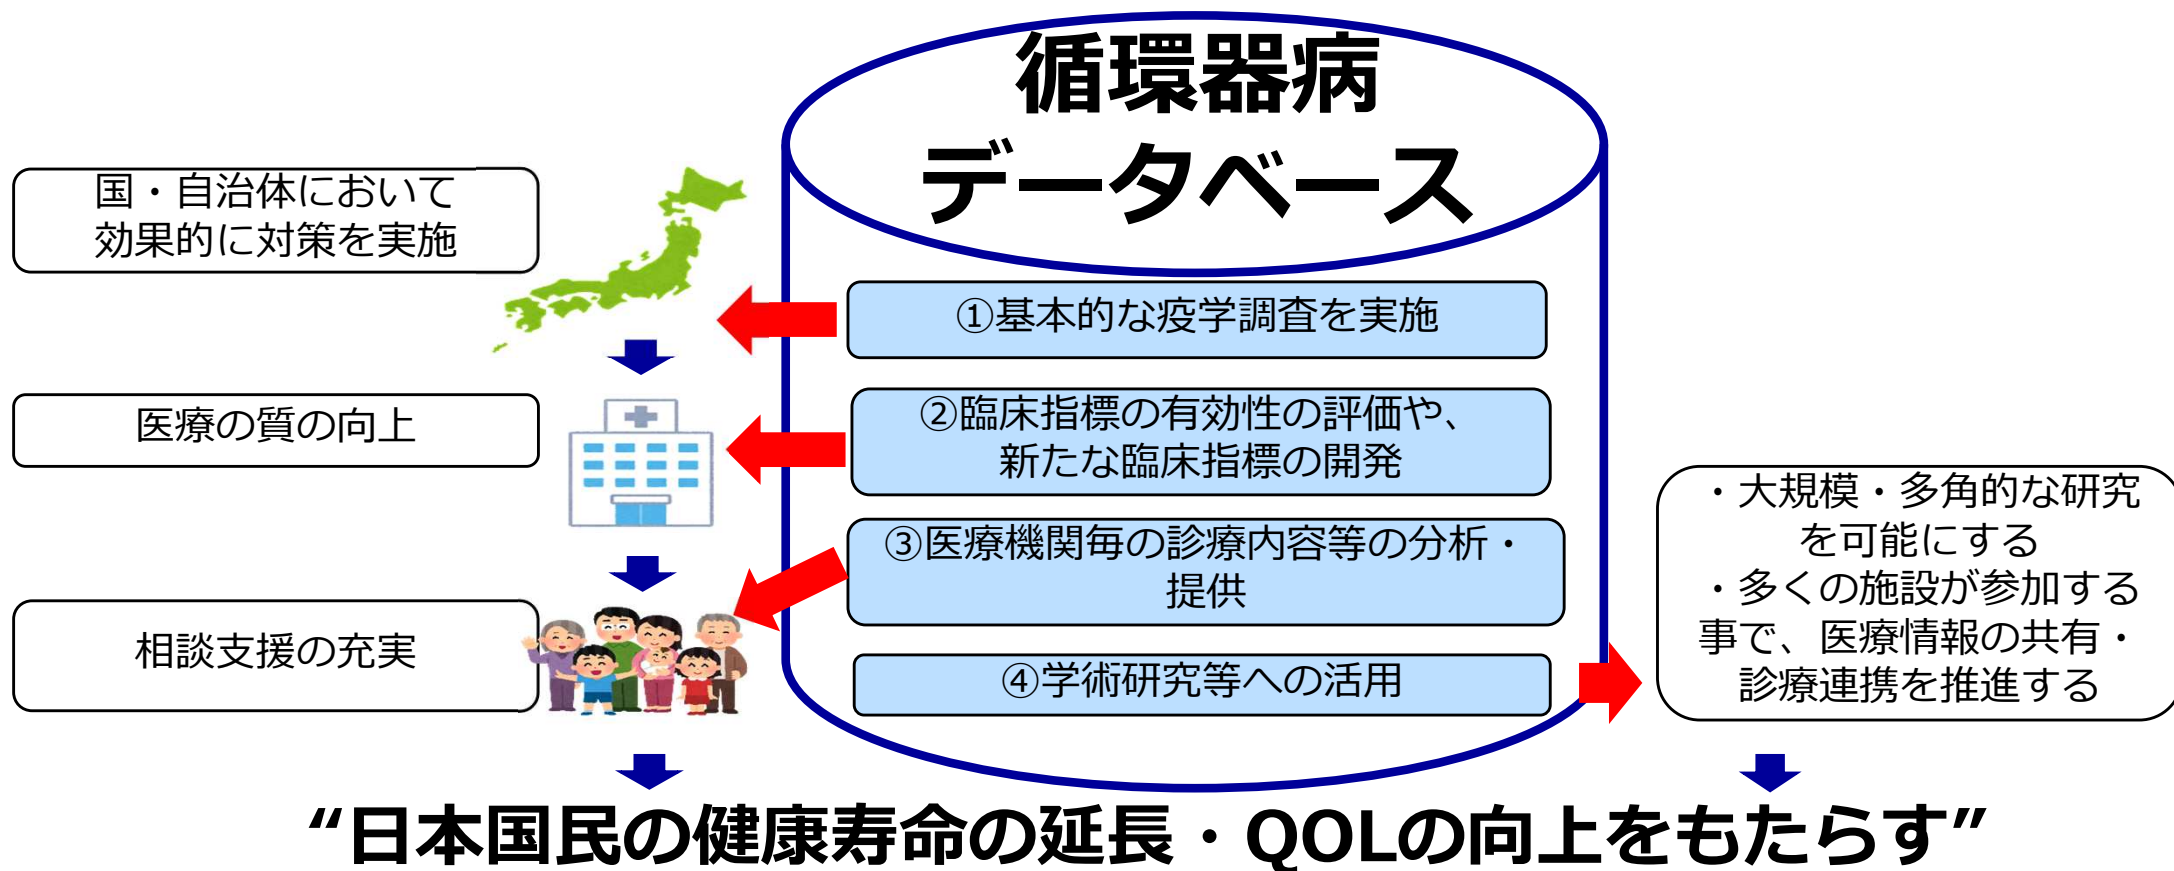 循環器病
データベース
国・自治体において
効果的に対策を実施
①基本的な疫学調査を実施
医療の質の向上
②臨床指標の有効性の評価や、
新たな臨床指標の開発
③医療機関毎の診療内容等の分析・
提供
相談支援の充実
④学術研究等への活用
・大規模・多角的な研究
を可能にする
・多くの施設が参加する
事で、医療情報の共有・
診療連携を推進する
“日本国民の健康寿命の延長・QOLの向上をもたらす”